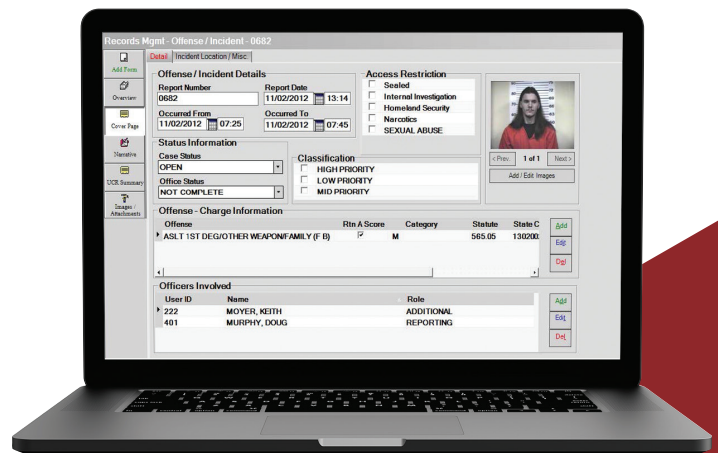 Records Mgmt - Offense / Incident - 0682
Detail Incident Location / Misc.
Add Form
Overview
Cover Page
Narrative
UCR Summary
Images / Attachments
Offense / Incident Details
Report Number Report Date
0682 11/02/2012 13:14
Occurred From Occurred To
11/02/2012 07:25 11/02/2012 07:45
Access Restriction
Sealed
Internal Investigation
Homeland Security
Narcotics
SEXUAL ABUSE
< Prev. 1 of 1 Next >
Add / Edit Images
Status Information
Case Status
OPEN
Office Status
NOT COMPLETE
Classification
HIGH PRIORITY
LOW PRIORITY
MID PRIORITY
Offense - Charge Information
Offense Rtn A Score Category Statute State C
ASLT 1ST DEG/OTHER WEAPON/FAMILY (F B) M 565.05 130200
Add
Edit
Del
Officers Involved
User ID Name Role
222 MOYER, KEITH ADDITIONAL
401 MURPHY, DOUG REPORTING
Add
Edit
Del